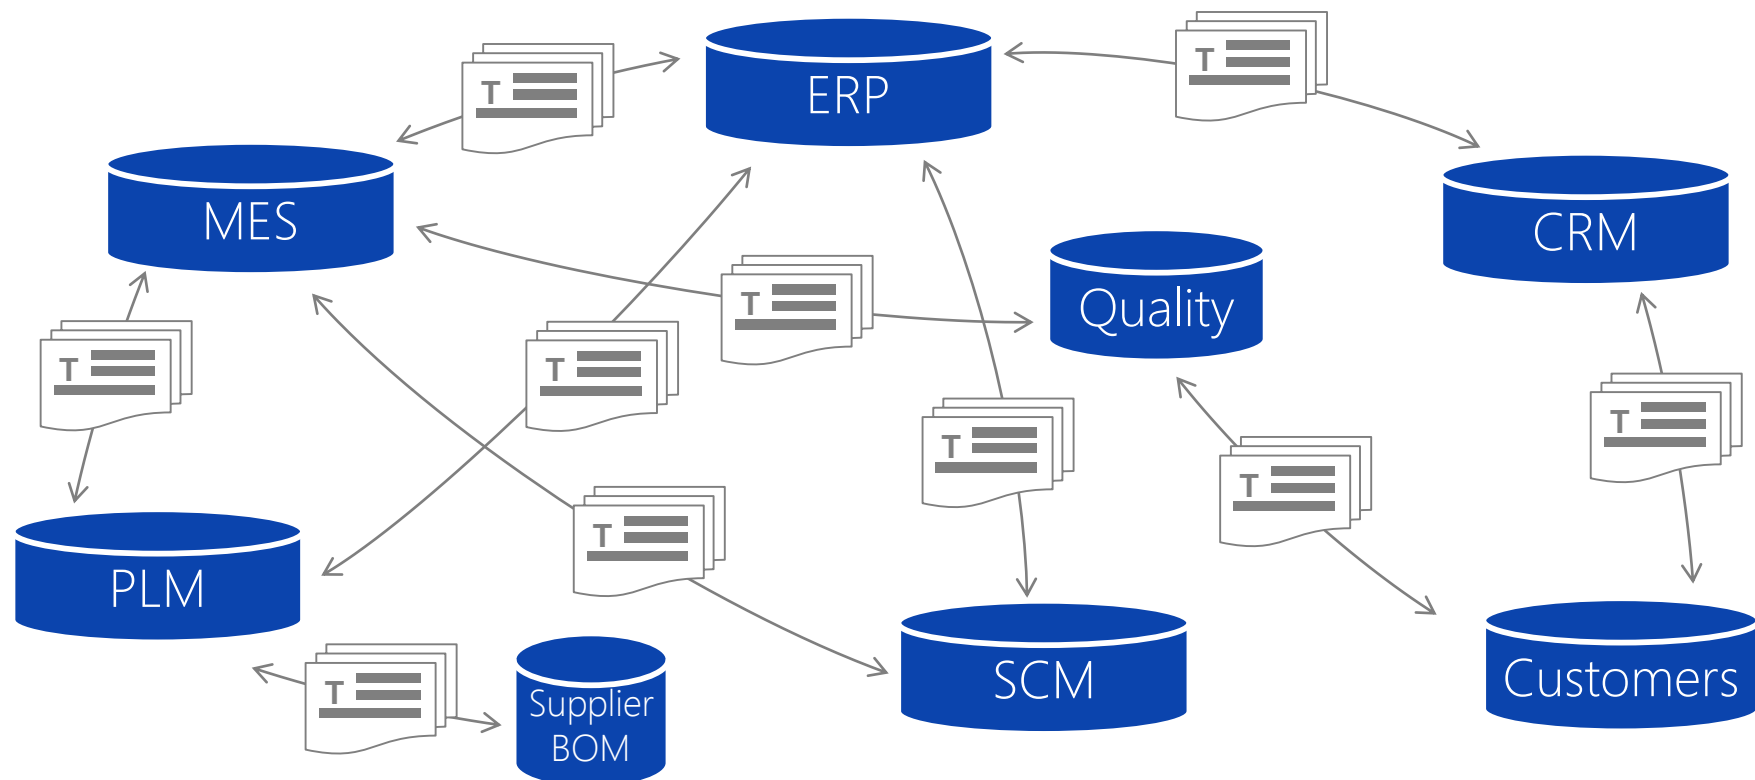 T
ERP
T
MES
CRM
T
Quality
T
T
T
T
T
T
PLM
T
Supplier
BOM
SCM
Customers